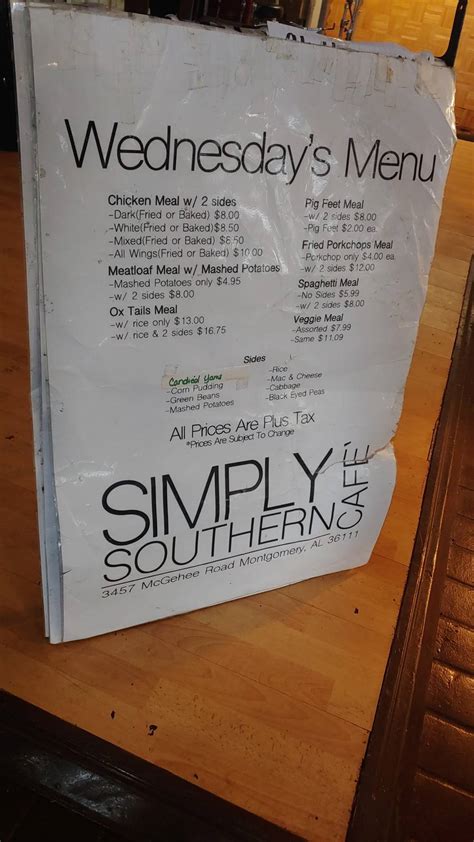 Wednesday's Menu
Chicken Meal w/ 2 sides
-Dark(Fried or Baked) $8.00
-White(Fried or Baked)$8.50
-Mixed(Fried or Baked) $8.50
-All Wings(Fried or Baked) $10.00
Meatloaf Meal w/ Mashed Potatoes
-Mashed Potatoes only $4.95
-w/ 2 sides $8.00
Ox Tails Meal
-w/ rice only $13.00
-w/ rice & 2 sides $16.75
Pig Feet Meal
-w/ 2 sides $8.00
-Pig Feet $2.00 ea.
Fried Porkchops Meal
-Porkchop only $4.00 ea.
-w/ 2 sides $12.00
Spaghetti Meal
-No Sides $5.99
-w/ 2 sides $8.00
Veggie Meal
-Assorted $7.99
-Same $11.09
Sides
Candied Yams
-Corn Pudding
-Green Beans
-Mashed Potatoes
-Rice
-Mac & Cheese
-Cabbage
-Black Eyed Peas
All Prices Are Plus Tax
*Prices Are Subject To Change
SIMPLY
SOUTHERN
CAFÉ
3457 McGehee Road Montgomery, AL 36111